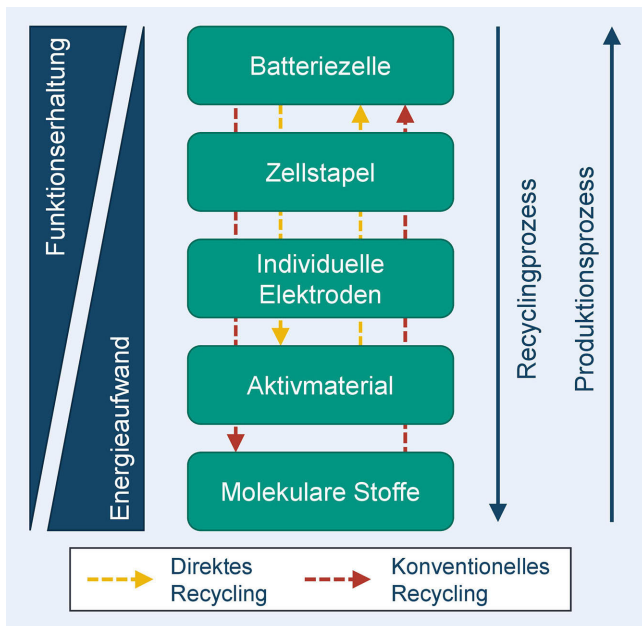 Funktionserhaltung
Energieaufwand
Batteriezelle
Zellstapel
Individuelle
Elektroden
Aktivmaterial
Molekulare Stoffe
Recyclingprozess
Produktionsprozess
Direktes
Recycling
Konventionelles
Recycling